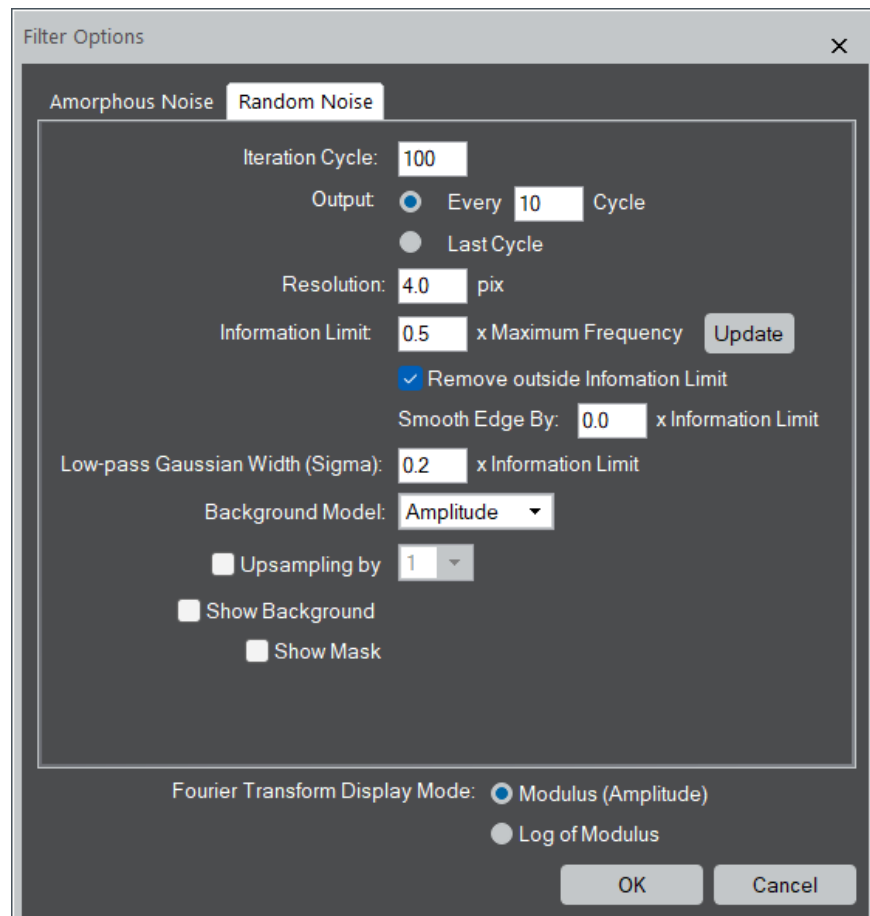 Filter Options
Amorphous Noise Random Noise
Iteration Cycle: 100
Output: Every 10 Cycle
Last Cycle
Resolution: 4.0 pix
Information Limit: 0.5 x Maximum Frequency Update
Remove outside Infomation Limit
Smooth Edge By: 0.0 x Information Limit
Low-pass Gaussian Width (Sigma): 0.2 x Information Limit
Background Model: Amplitude
Upsampling by 1
Show Background
Show Mask
Fourier Transform Display Mode: Modulus (Amplitude)
Log of Modulus
OK Cancel